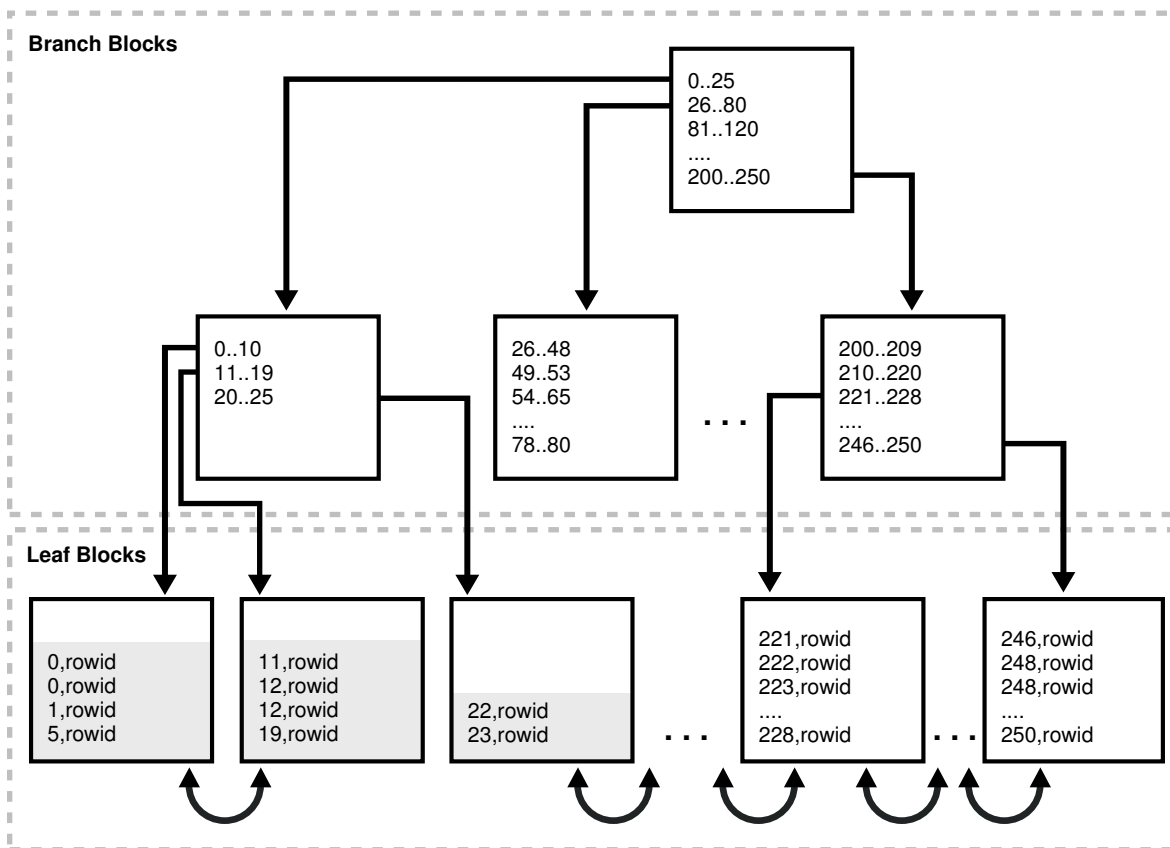 Branch Blocks
0..25
26..80
81..120
....
200..250
0..10
11..19
20..25
26..48
49..53
54..65
....
78..80
. . .
200..209
210..220
221..228
....
246..250
Leaf Blocks
0,rowid
0,rowid
1,rowid
5,rowid
11,rowid
12,rowid
12,rowid
19,rowid
22,rowid
23,rowid
. . .
221,rowid
222,rowid
223,rowid
....
228,rowid
. . .
246,rowid
248,rowid
248,rowid
....
250,rowid